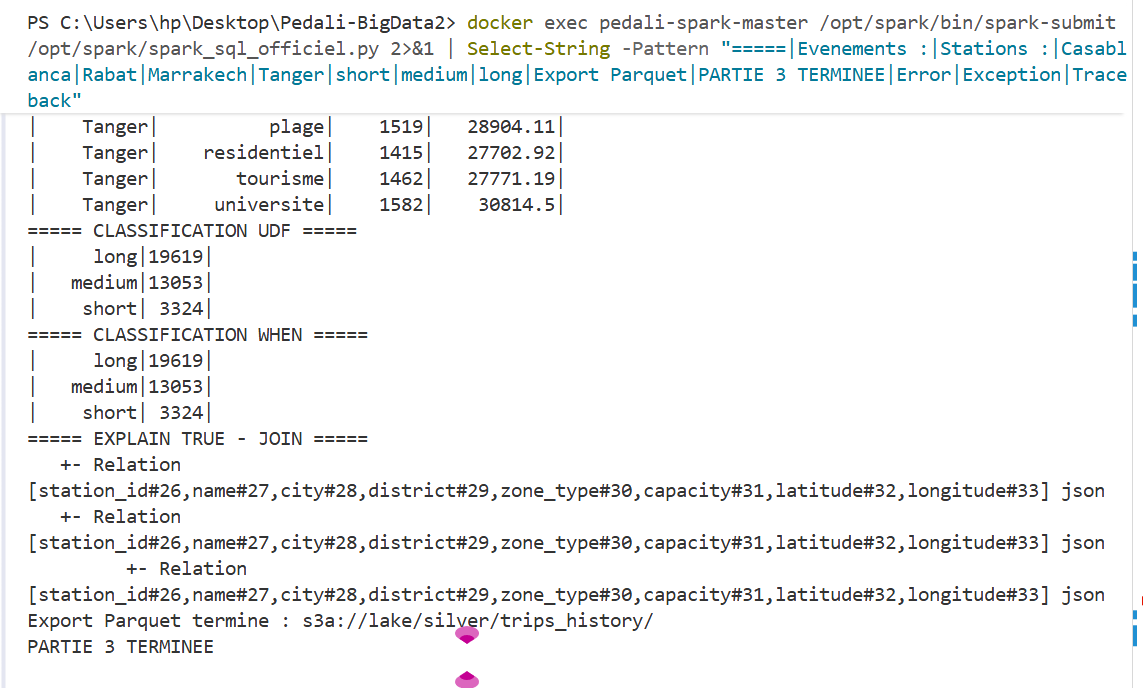 PS C:\Users\hp\Desktop\Pedali-BigData2> docker exec pedali-spark-master /opt/spark/bin/spark-submit
/opt/spark/spark_sql_officiel.py 2>&1 | Select-String -Pattern "=====|Evenements :|Stations :|Casabl
anca|Rabat|Marrakech|Tanger|short|medium|long|Export Parquet|PARTIE 3 TERMINEE|Error|Exception|Trace
back"
|    Tanger|          plage|    1519|   28904.11|
|    Tanger|    residentiel|    1415|   27702.92|
|    Tanger|       tourisme|    1462|   27771.19|
|    Tanger|     universite|    1582|    30814.5|
===== CLASSIFICATION UDF =====
|     long|19619|
|   medium|13053|
|    short| 3324|
===== CLASSIFICATION WHEN =====
|     long|19619|
|   medium|13053|
|    short| 3324|
===== EXPLAIN TRUE - JOIN =====
   +- Relation
[station_id#26,name#27,city#28,district#29,zone_type#30,capacity#31,latitude#32,longitude#33] json
   +- Relation
[station_id#26,name#27,city#28,district#29,zone_type#30,capacity#31,latitude#32,longitude#33] json
         +- Relation
[station_id#26,name#27,city#28,district#29,zone_type#30,capacity#31,latitude#32,longitude#33] json
Export Parquet termine : s3a://lake/silver/trips_history/
PARTIE 3 TERMINEE